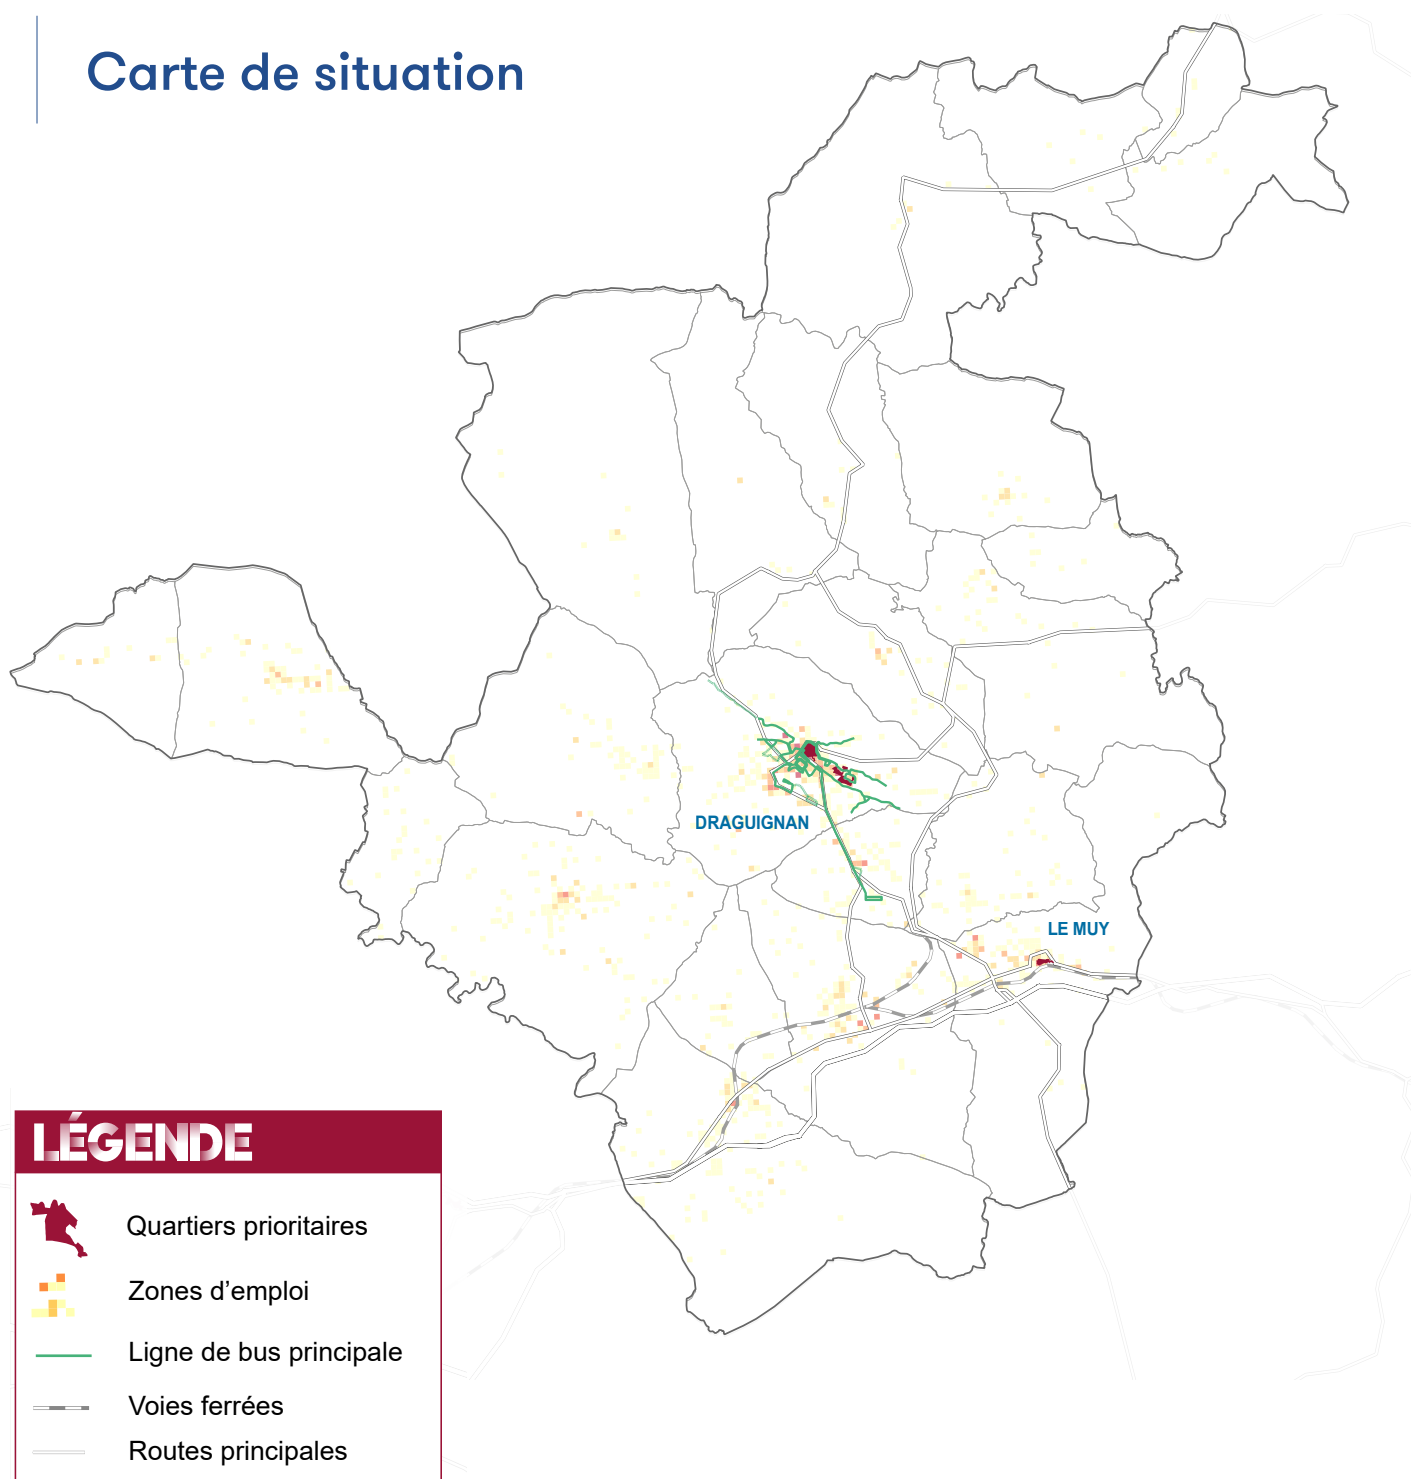 Carte de situation
DRAGUIGNAN
LE MUY
LÉGENDE
Quartiers prioritaires
Zones d’emploi
Ligne de bus principale
Voies ferrées
Routes principales